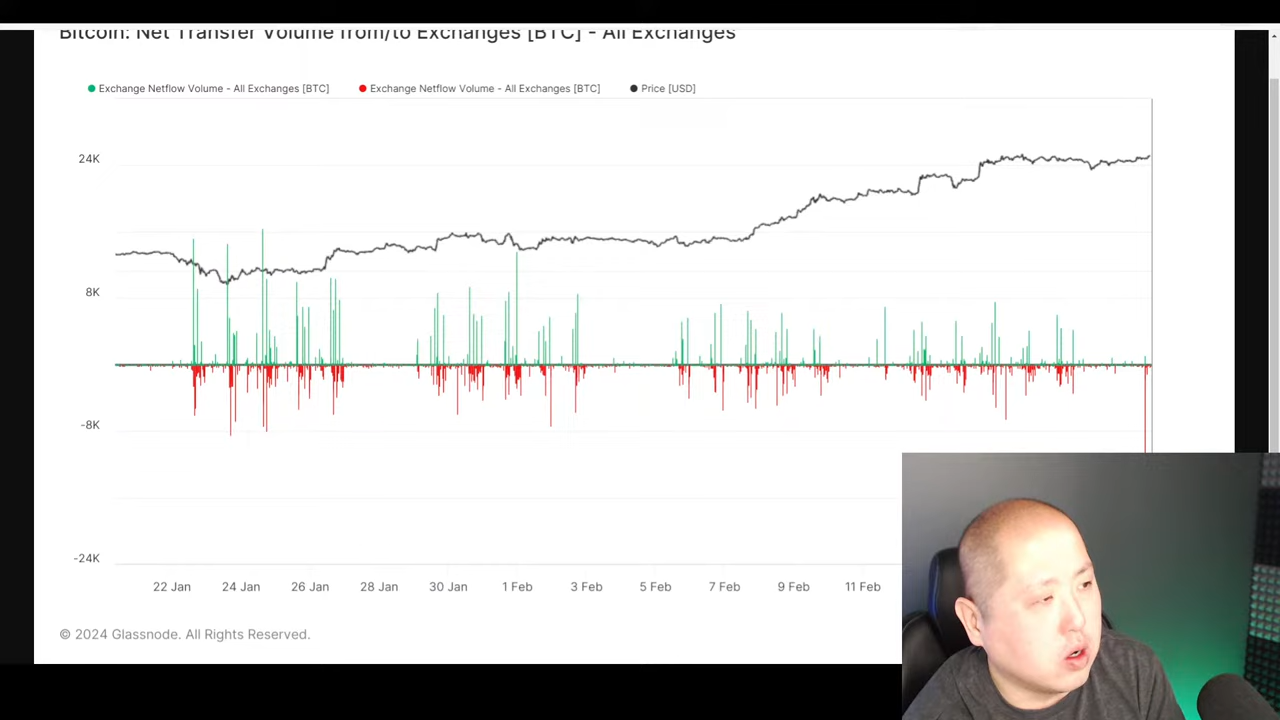 Bitcoin: Net Transfer Volume from/to Exchanges [BTC] - All Exchanges
Exchange Netflow Volume - All Exchanges [BTC] Exchange Netflow Volume - All Exchanges [BTC] Price [USD]
24K
8K
-8K
-24K
22 Jan 24 Jan 26 Jan 28 Jan 30 Jan 1 Feb 3 Feb 5 Feb 7 Feb 9 Feb 11 Feb
© 2024 Glassnode. All Rights Reserved.